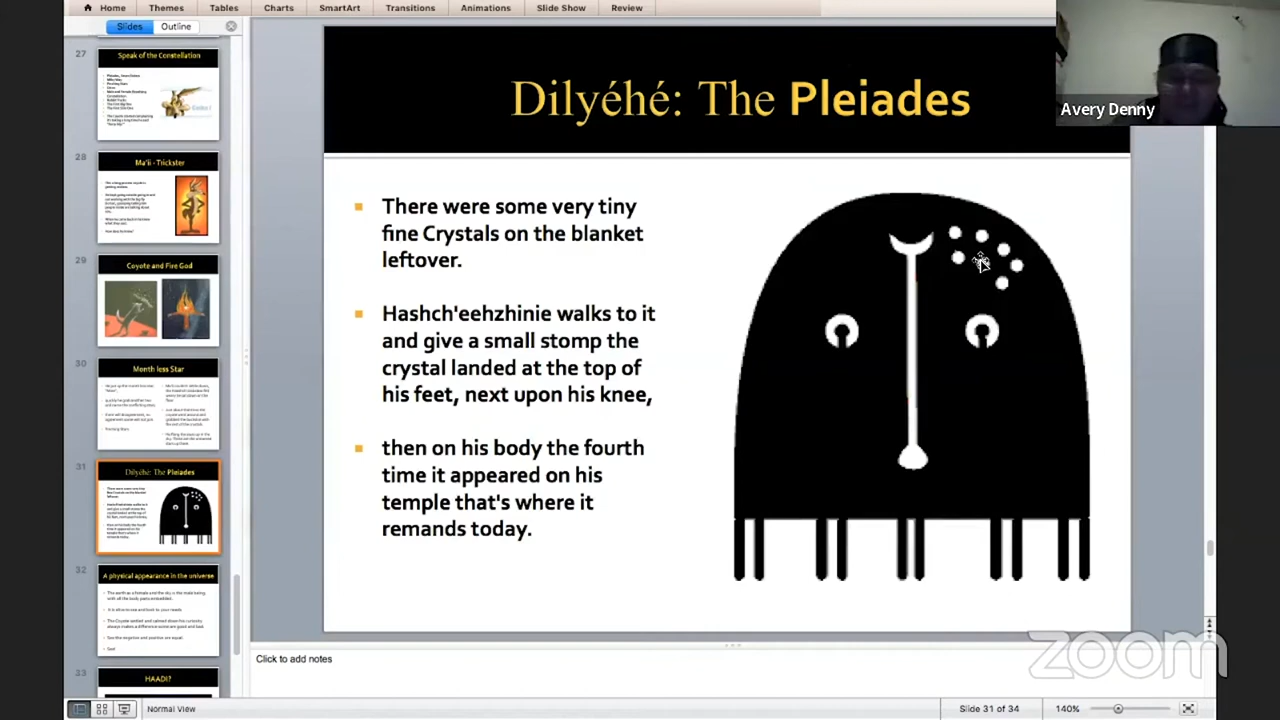 Home Themes Tables Charts SmartArt Transitions Animations Slide Show Review
Slides Outline
27
Speak of the Constellation
28
Ma'ii - Trickster
29
Coyote and Fire God
30
Month less Star
31
Dilyéhé: The Pleiades
32
A physical appearance in the universe
33
HAADI?
Dilyéhé: The Pleiades
There were some very tiny
fine Crystals on the blanket
leftover.
Hashch'eehzhinie walks to it
and give a small stomp the
crystal landed at the top of
his feet, next upon his knee,
then on his body the fourth
time it appeared on his
temple that's where it
remands today.
Avery Denny
Click to add notes
zoom
Normal View
Slide 31 of 34
140%